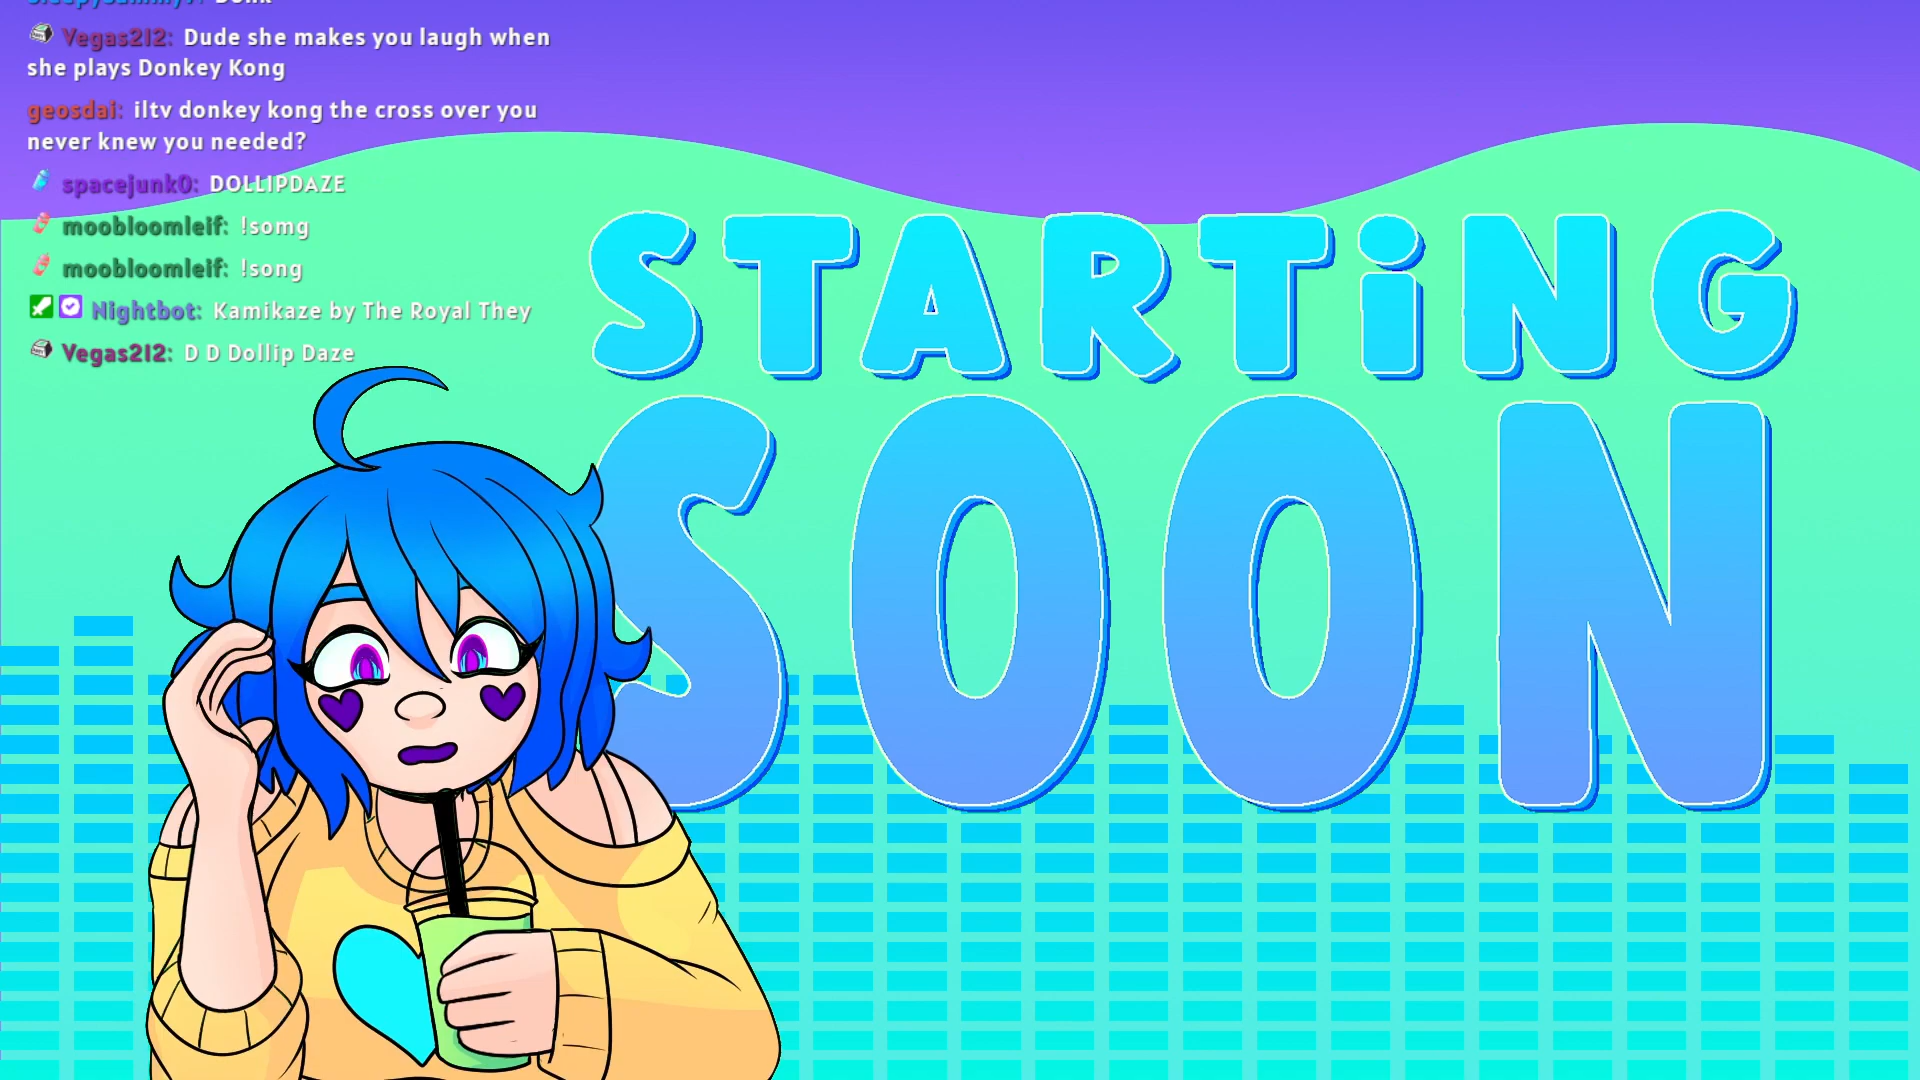 Vegas212: Dude she makes you laugh when
she plays Donkey Kong
geosdai: iltv donkey kong the cross over you
never knew you needed?
spacejunk0: DOLLIPDAZE
moobloomleif: !somg
moobloomleif: !song
Nightbot: Kamikaze by The Royal They
Vegas212: D D Dollip Daze
STARTiNG
SOON